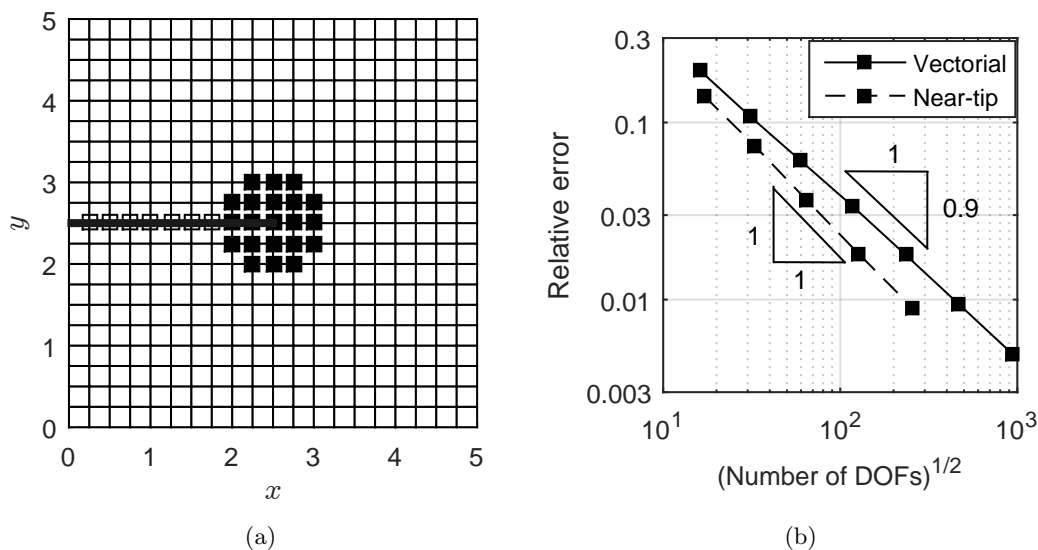 5
4
3
2
1
0
y
0 1 2 3 4 5
x
(a)
0.3
0.1
0.03
0.01
0.003
Relative error
Vectorial
Near-tip
1
0.9
1
1
10^1 10^2 10^3
(Number of DOFs)^{1/2}
(b)